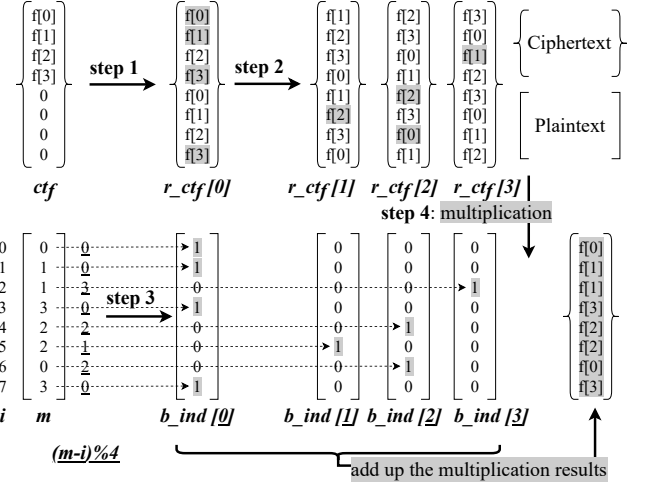 f[0] f[0] f[1] f[2] f[3]
f[1] f[1] f[2] f[3] f[0]
f[2] f[2] f[3] f[0] f[1] Ciphertext
f[3] step 1 f[3] step 2 f[0] f[1] f[2]
0 f[0] f[1] f[2] f[3]
0 f[1] f[2] f[3] f[0] Plaintext
0 f[2] f[3] f[0] f[1]
0 f[3] f[0] f[1] f[2]
ctf r_ctf [0] r_ctf [1] r_ctf [2] r_ctf [3]
step 4: multiplication
0 0 0 1 0 0 0 f[0]
1 1 0 1 0 0 0 f[1]
2 1 3 0 0 0 1 f[1]
3 3 0 step 3 1 0 0 0 f[3]
4 2 2 0 0 1 0 f[2]
5 2 1 0 1 0 0 f[2]
6 0 2 0 0 1 0 f[0]
7 3 0 1 0 0 0 f[3]
i m b_ind [0] b_ind [1] b_ind [2] b_ind [3]
(m-i)%4
add up the multiplication results